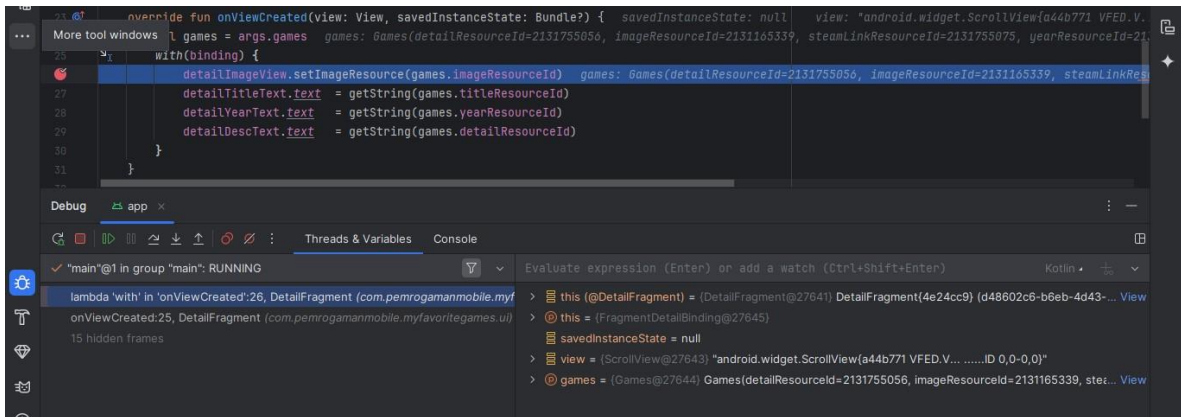 23 override fun onViewCreated(view: View, savedInstanceState: Bundle?) { savedInstanceState: null view: "android.widget.ScrollView{a44b771 VFED.V.
More tool windows l games = args.games games: Games(detailResourceId=2131755056, imageResourceId=2131165339, steamLinkResourceId=2131755075, yearResourceId=21
25 with(binding) {
detailImageView.setImageResource(games.imageResourceId) games: Games(detailResourceId=2131755056, imageResourceId=2131165339, steamLinkRes
27 detailTitleText.text = getString(games.titleResourceId)
28 detailYearText.text = getString(games.yearResourceId)
29 detailDescText.text = getString(games.detailResourceId)
30 }
31 }
Debug app
Threads & Variables Console
"main"@1 in group "main": RUNNING
Evaluate expression (Enter) or add a watch (Ctrl+Shift+Enter) Kotlin
lambda 'with' in 'onViewCreated':26, DetailFragment (com.pemrogamanmobile.myf
onViewCreated:25, DetailFragment (com.pemrogamanmobile.myfavoritegames.ui)
15 hidden frames
this (@DetailFragment) = {DetailFragment@27641} DetailFragment{4e24cc9} (d48602c6-b6eb-4d43-... View
this = {FragmentDetailBinding@27645}
savedInstanceState = null
view = {ScrollView@27643} "android.widget.ScrollView{a44b771 VFED.V... ......ID 0,0-0,0}"
games = {Games@27644} Games(detailResourceId=2131755056, imageResourceId=2131165339, stea... View